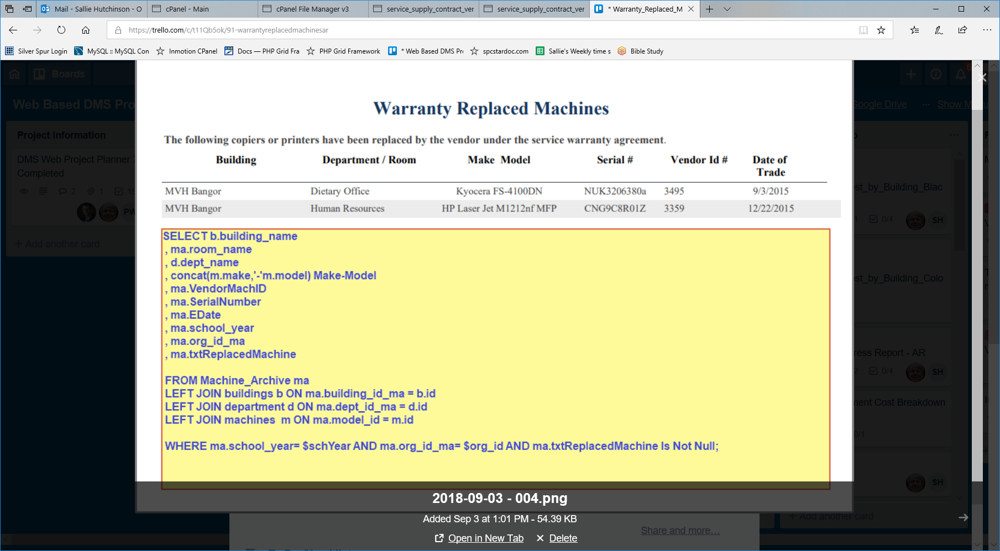 Mail - Sallie Hutchinson - O
cPanel - Main
cPanel File Manager v3
service_supply_contract_ver
service_supply_contract_ver
* Warranty_Replaced_M
https://trello.com/c/t11Qb5ok/91-warrantyreplacedmachinesar
Silver Spur Login
MySQL :: MySQL Con
Inmotion CPanel
Docs — PHP Grid Fra
PHP Grid Framework
* Web Based DMS Pr
spcstardoc.com
Sallie's Weekly time s
Bible Study
Boards
Web Based DMS Pro
Google Drive
Show M
Project Information
DMS Web Project Planner
Completed
2
1
PW
+ Add another card
Warranty Replaced Machines
The following copiers or printers have been replaced by the vendor under the service warranty agreement.
Building Department / Room Make Model Serial # Vendor Id # Date of
Trade
MVH Bangor Dietary Office Kyocera FS-4100DN NUK3206380a 3495 9/3/2015
MVH Bangor Human Resources HP Laser Jet M1212nf MFP CNG9C8R01Z 3359 12/22/2015
SELECT b.building_name
, ma.room_name
, d.dept_name
, concat(m.make,'-'m.model) Make-Model
, ma.VendorMachID
, ma.SerialNumber
, ma.EDate
, ma.school_year
, ma.org_id_ma
, ma.txtReplacedMachine
FROM Machine_Archive ma
LEFT JOIN buildings b ON ma.building_id_ma = b.id
LEFT JOIN department d ON ma.dept_id_ma = d.id
LEFT JOIN machines m ON ma.model_id = m.id
WHERE ma.school_year= $schYear AND ma.org_id_ma= $org_id AND ma.txtReplacedMachine Is Not Null;
st_by_Building_Blac
0/4
SH
st_by_Building_Colo
ress Report - AR
2
0/4
SH
ment Cost Breakdown
0/1
SH
+ Add another card
2018-09-03 - 004.png
Added Sep 3 at 1:01 PM - 54.39 KB
Open in New Tab
Delete
Share and more…